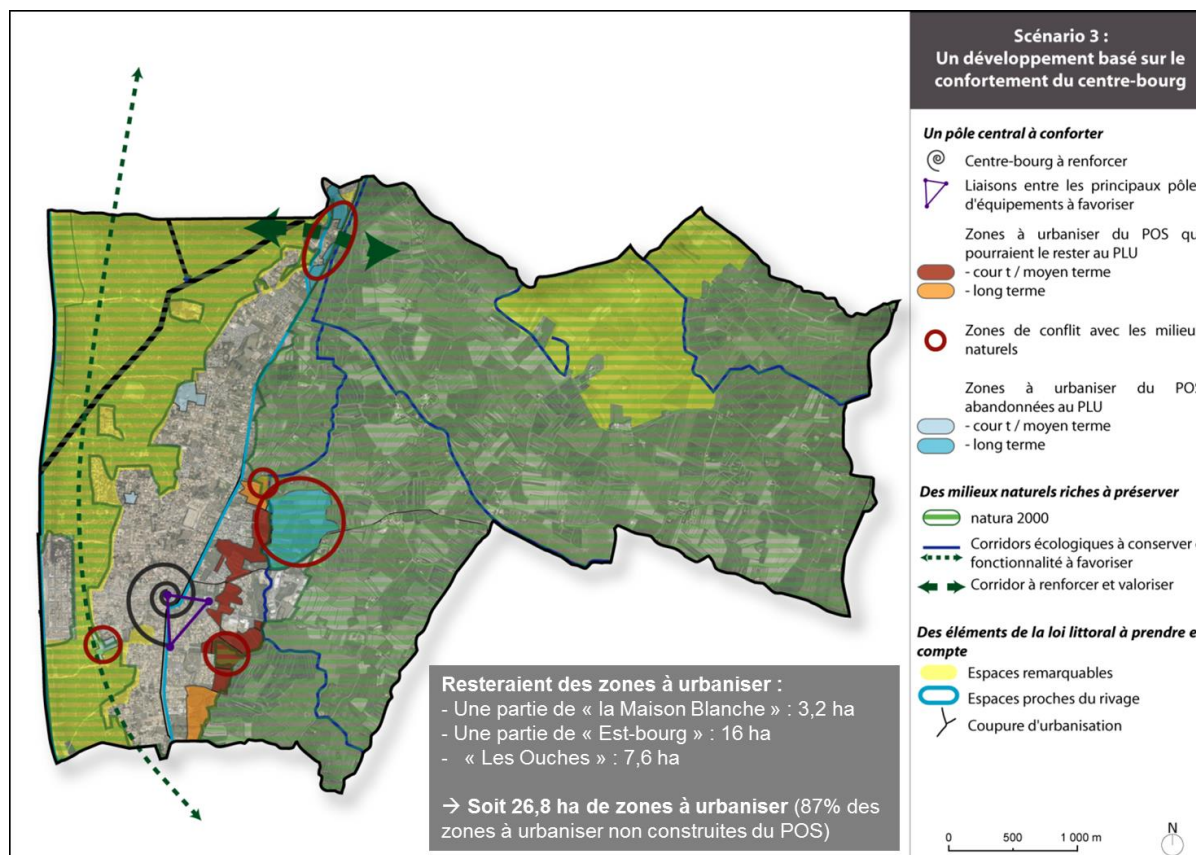 Scénario 3 :
Un développement basé sur le
confortement du centre-bourg
Un pôle central à conforter
Centre-bourg à renforcer
Liaisons entre les principaux pôle
d'équipements à favoriser
Zones à urbaniser du POS qu
pourraient le rester au PLU
- cour t / moyen terme
- long terme
Zones de conflit avec les milieu
naturels
Zones à urbaniser du POS
abandonnées au PLU
- cour t / moyen terme
- long terme
Des milieux naturels riches à préserver
natura 2000
Corridors écologiques à conserver e
fonctionnalité à favoriser
Corridor à renforcer et valoriser
Des éléments de la loi littoral à prendre e
compte
Espaces remarquables
Espaces proches du rivage
Coupure d'urbanisation
N
0 500 1 000 m
Resteraient des zones à urbaniser :
- Une partie de « la Maison Blanche » : 3,2 ha
- Une partie de « Est-bourg » : 16 ha
- « Les Ouches » : 7,6 ha
→ Soit 26,8 ha de zones à urbaniser (87% des
zones à urbaniser non construites du POS)